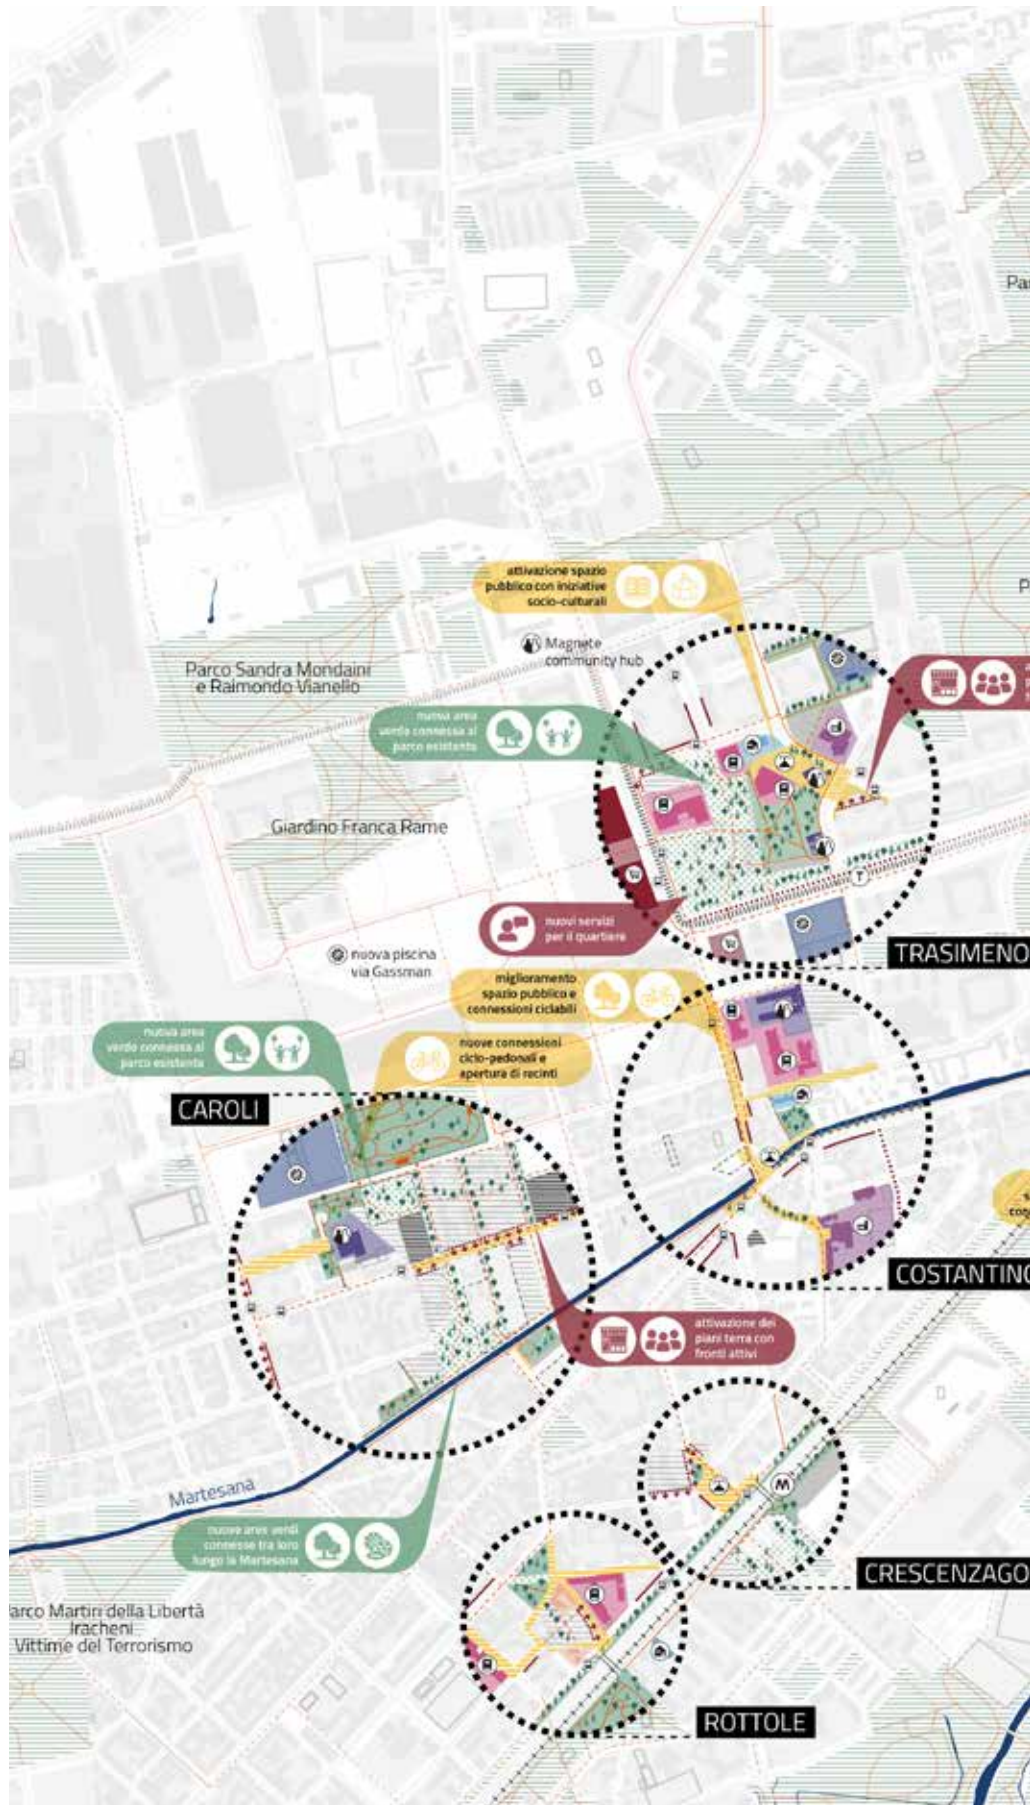 Pa
attivazione spazio
pubblico con iniziative
socio-culturali
P
Magnete
community hub
Parco Sandra Mondaini
e Raimondo Vianello
nuova area
verde connessa al
parco esistente
Giardino Franca Rame
T
nuovi servizi
per il quartiere
TRASIMENO
nuova piscina
via Gassman
miglioramento
spazio pubblico e
connessioni ciclabili
nuova area
verde connessa al
parco esistente
nuove connessioni
ciclo-pedonali e
apertura di recinti
CAROLI
COSTANTINO
attivazione dei
piani terra con
fronti attivi
Martesana
M
nuove aree verdi
connesse tra loro
lungo la Martesana
CRESCENZAGO
arco Martiri della Libertà
Iracheni
Vittime del Terrorismo
ROTTOLE